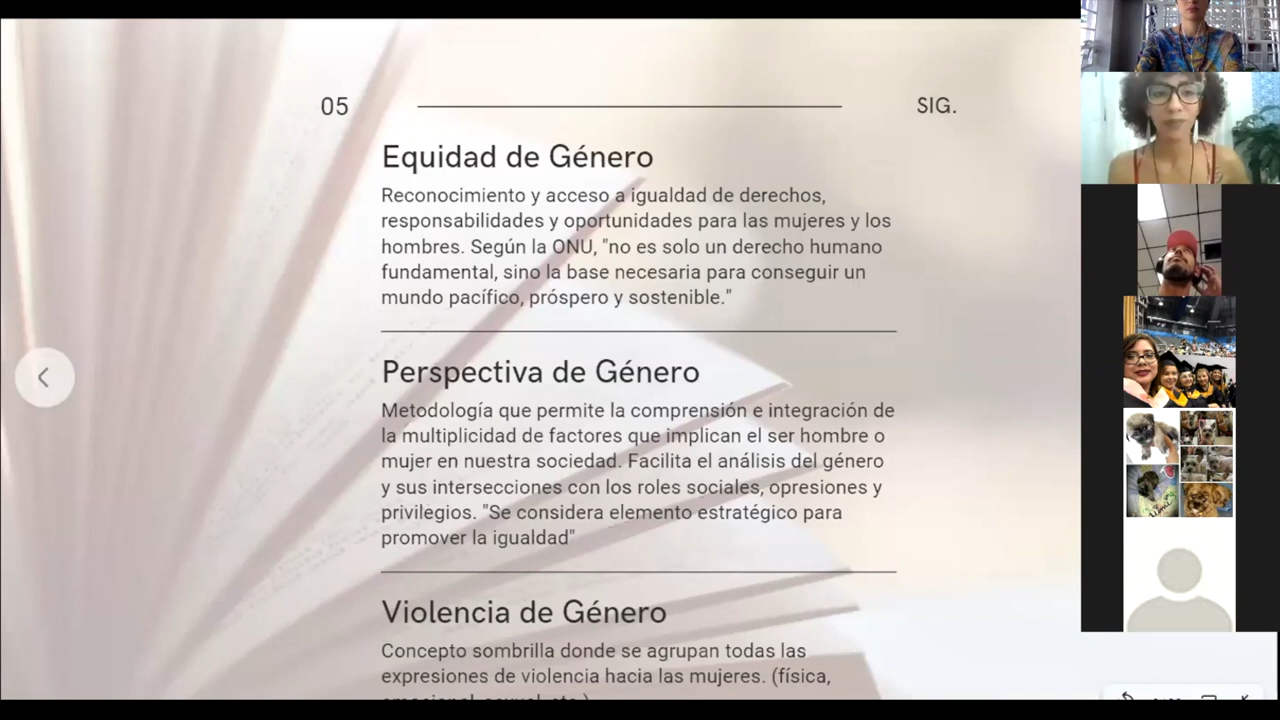 05 SIG.
Equidad de Género
Reconocimiento y acceso a igualdad de derechos,
responsabilidades y oportunidades para las mujeres y los
hombres. Según la ONU, "no es solo un derecho humano
fundamental, sino la base necesaria para conseguir un
mundo pacífico, próspero y sostenible."
Perspectiva de Género
Metodología que permite la comprensión e integración de
la multiplicidad de factores que implican el ser hombre o
mujer en nuestra sociedad. Facilita el análisis del género
y sus intersecciones con los roles sociales, opresiones y
privilegios. "Se considera elemento estratégico para
promover la igualdad"
Violencia de Género
Concepto sombrilla donde se agrupan todas las
expresiones de violencia hacia las mujeres. (física,